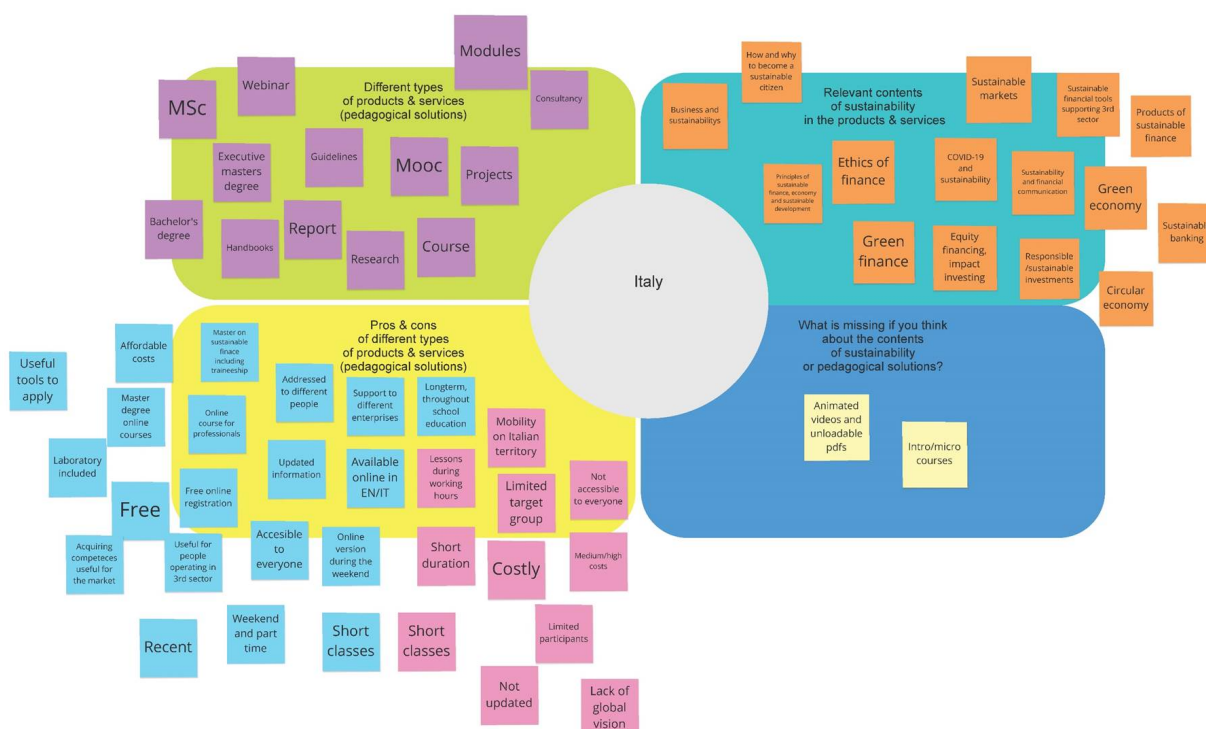 Different types
of products & services
(pedagogical solutions)
Modules
Webinar
MSc
Consultancy
Executive
masters
degree
Guidelines
Mooc
Projects
Bachelor's
degree
Handbooks
Report
Research
Course
Relevant contents
of sustainability
in the products & services
How and why
to become a
sustainable
citizen
Business and
sustainabilitys
Sustainable
markets
Sustainable
financial tools
supporting 3rd
sector
Products of
sustainable
finance
Principles of
sustainable
finance, economy
and sustainable
development
Ethics of
finance
COVID-19
and
sustainability
Sustainability
and financial
communication
Green
economy
Sustainabl
banking
Green
finance
Equity
financing,
impact
investing
Responsible
/sustainable
investments
Circular
economy
Italy
Pros & cons
of different types
of products & services
(pedagogical solutions)
Useful
tools to
apply
Affordable
costs
Master on
sustainable
finace
including
traineeship
Addressed
to different
people
Support to
different
enterprises
Longterm,
throughout
school
education
Master
degree
online
courses
Online
course for
professionals
Laboratory
included
Updated
information
Available
online in
EN/IT
Free
Free online
registration
Acquiring
competeces
useful for
the market
Useful for
people
operating in
3rd sector
Accesible
to
everyone
Online
version
during the
weekend
Recent
Weekend
and part
time
Short
classes
Mobility
on Italian
territory
Lessons
during
working
hours
Limited
target
group
Not
accessible
to everyone
Short
duration
Costly
Medium/high
costs
Short
classes
Limited
participants
Not
updated
Lack of
global
vision
What is missing if you think
about the contents
of sustainability
or pedagogical solutions?
Animated
videos and
unloadable
pdfs
Intro/micro
courses